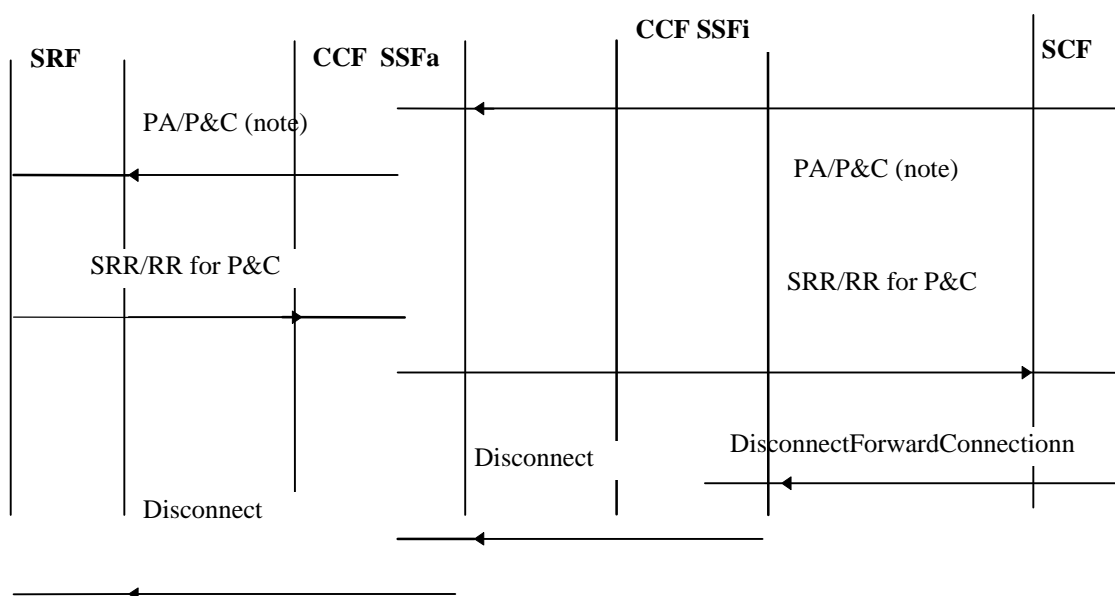 CCF SSFi
SRF
CCF SSFa
SCF
PA/P&C (note)
PA/P&C (note)
SRR/RR for P&C
SRR/RR for P&C
DisconnectForwardConnectionn
Disconnect
Disconnect